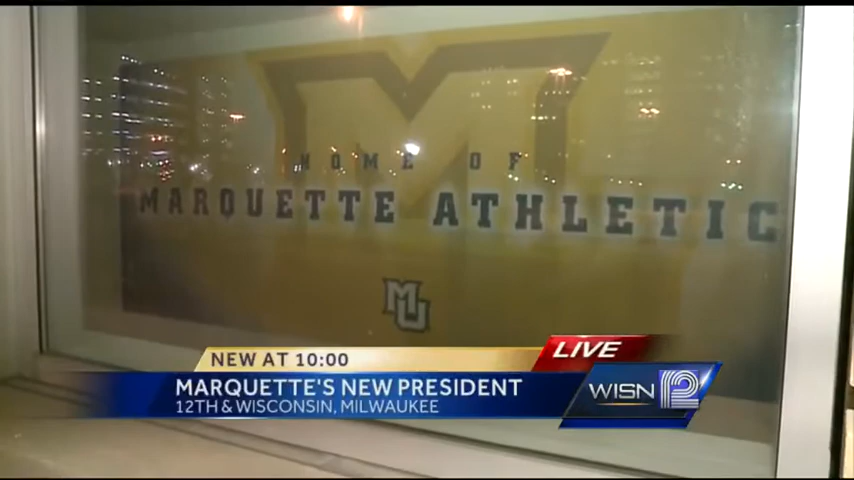 M
HOME OF
MARQUETTE ATHLETIC
MU
NEW AT 10:00
LIVE
MARQUETTE'S NEW PRESIDENT
12TH & WISCONSIN, MILWAUKEE
WISN 12